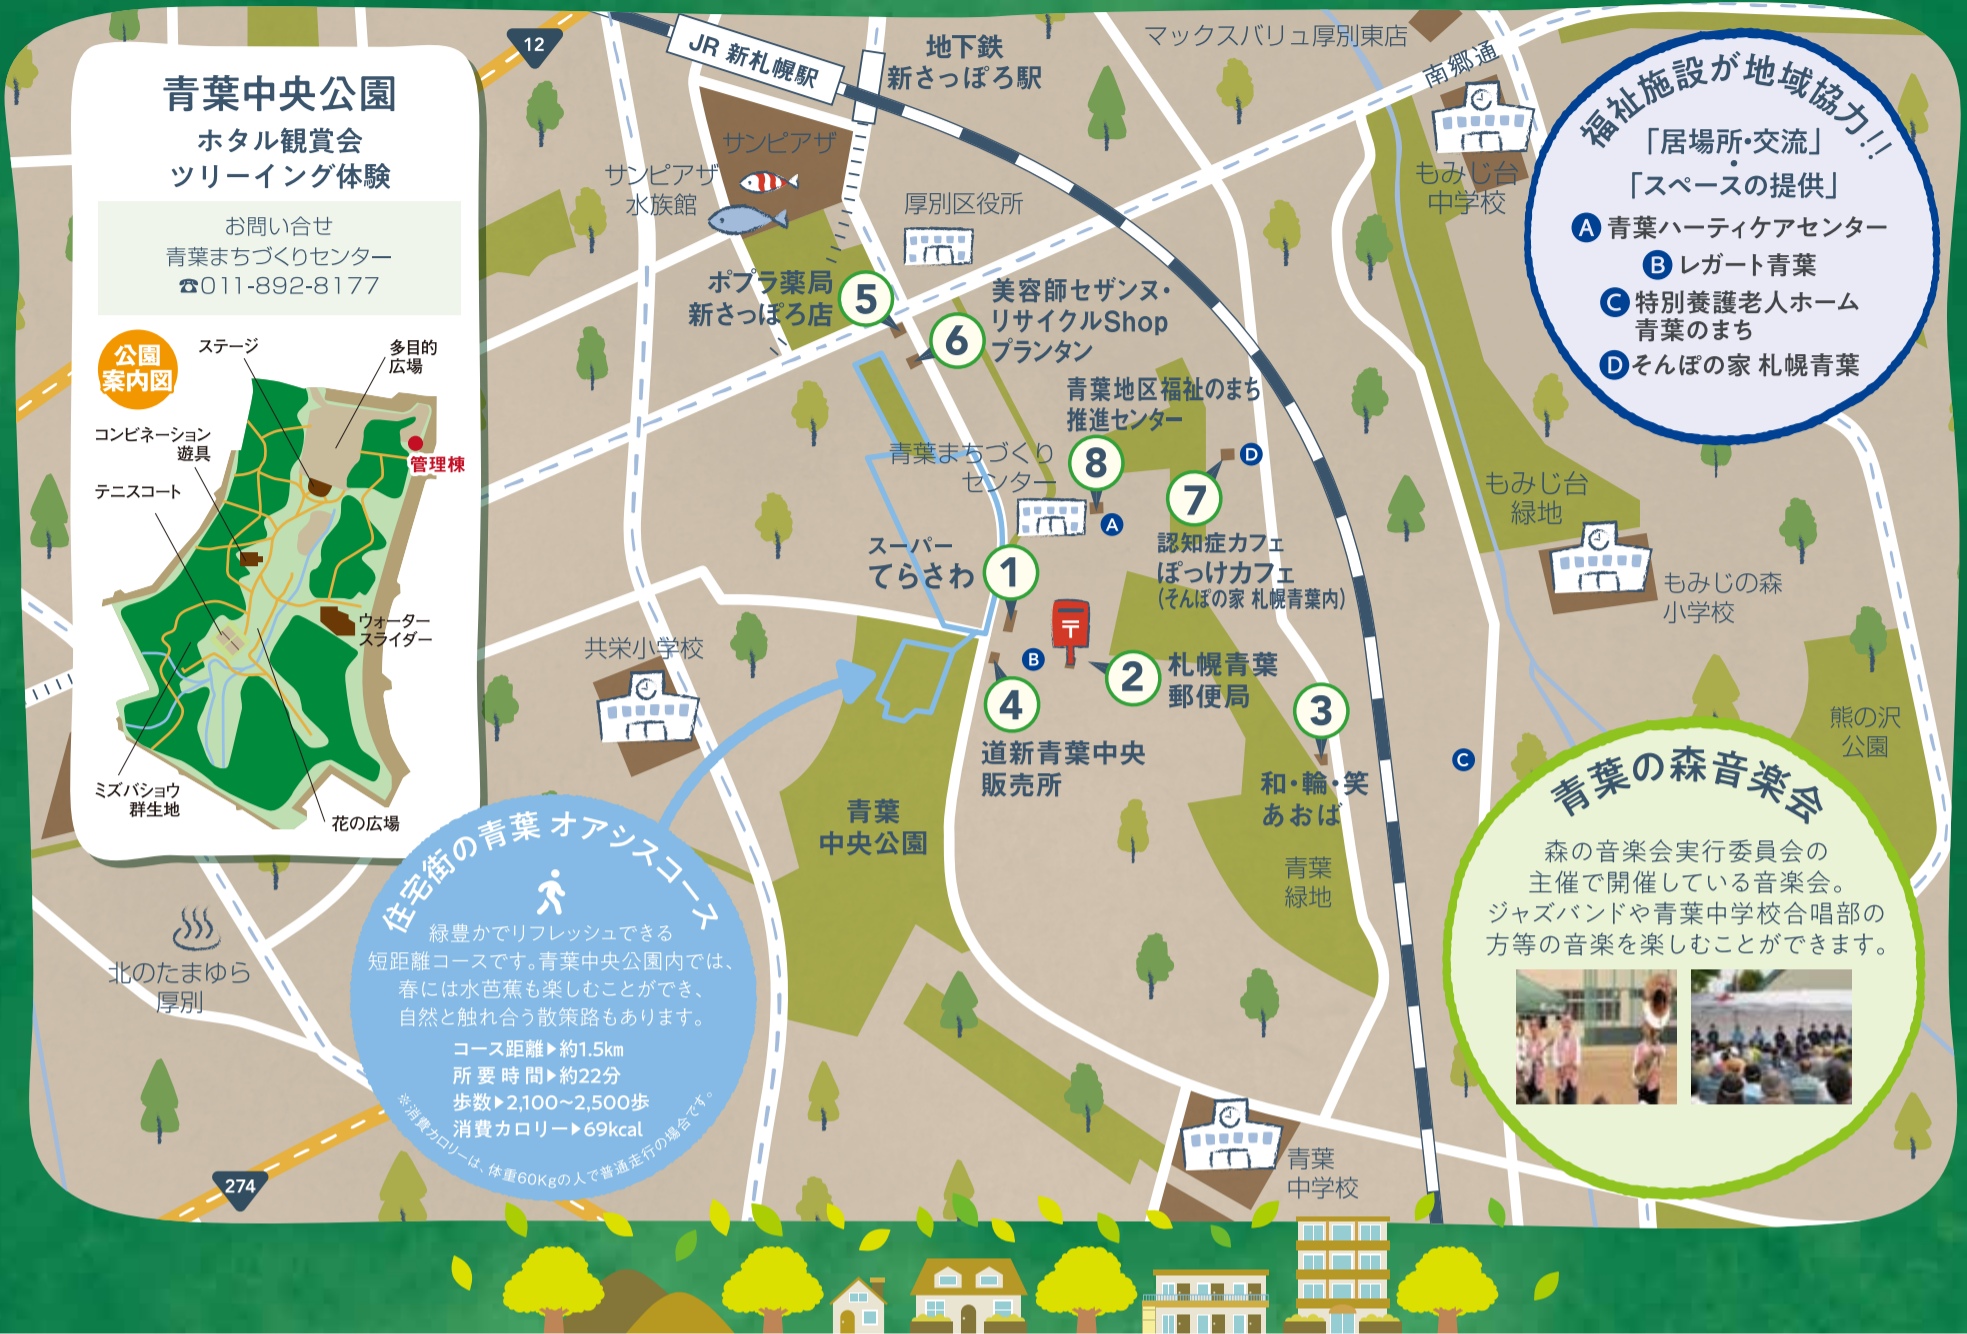 青葉中央公園
ホタル観賞会
ツリーイング体験
お問い合せ
青葉まちづくりセンター
☎011-892-8177
公園
案内図
ステージ
多目的
広場
コンビネーション
遊具
管理棟
テニスコート
ウォーター
スライダー
ミズバショウ
群生地
花の広場
12
JR 新札幌駅
地下鉄
新さっぽろ駅
マックスバリュ厚別東店
南郷通
サンピアザ
サンピアザ
水族館
厚別区役所
もみじ台
中学校
ポプラ薬局
新さっぽろ店
5
6
美容師セザンヌ・
リサイクルShop
プランタン
青葉地区福祉のまち
推進センター
8
青葉まちづくり
センター
A
7
D
認知症カフェ
ぽっけカフェ
(そんぽの家 札幌青葉内)
スーパー
てらさわ
1
〒
B
2
札幌青葉
郵便局
4
道新青葉中央
販売所
3
和・輪・笑
あおば
C
共栄小学校
青葉
中央公園
青葉
緑地
もみじ台
緑地
もみじの森
小学校
熊の沢
公園
北のたまゆら
厚別
274
青葉
中学校
福祉施設が地域協力!!
「居場所・交流」
・
「スペースの提供」
A 青葉ハーティケアセンター
B レガート青葉
C 特別養護老人ホーム
青葉のまち
D そんぽの家 札幌青葉
住宅街の青葉 オアシスコース
緑豊かでリフレッシュできる
短距離コースです。青葉中央公園内では、
春には水芭蕉も楽しむことができ、
自然と触れ合う散策路もあります。
コース距離▶約1.5km
所要時間▶約22分
歩数▶2,100〜2,500歩
消費カロリー▶69kcal
※消費カロリーは、体重60Kgの人で普通走行の場合です。
青葉の森音楽会
森の音楽会実行委員会の
主催で開催している音楽会。
ジャズバンドや青葉中学校合唱部の
方等の音楽を楽しむことができます。